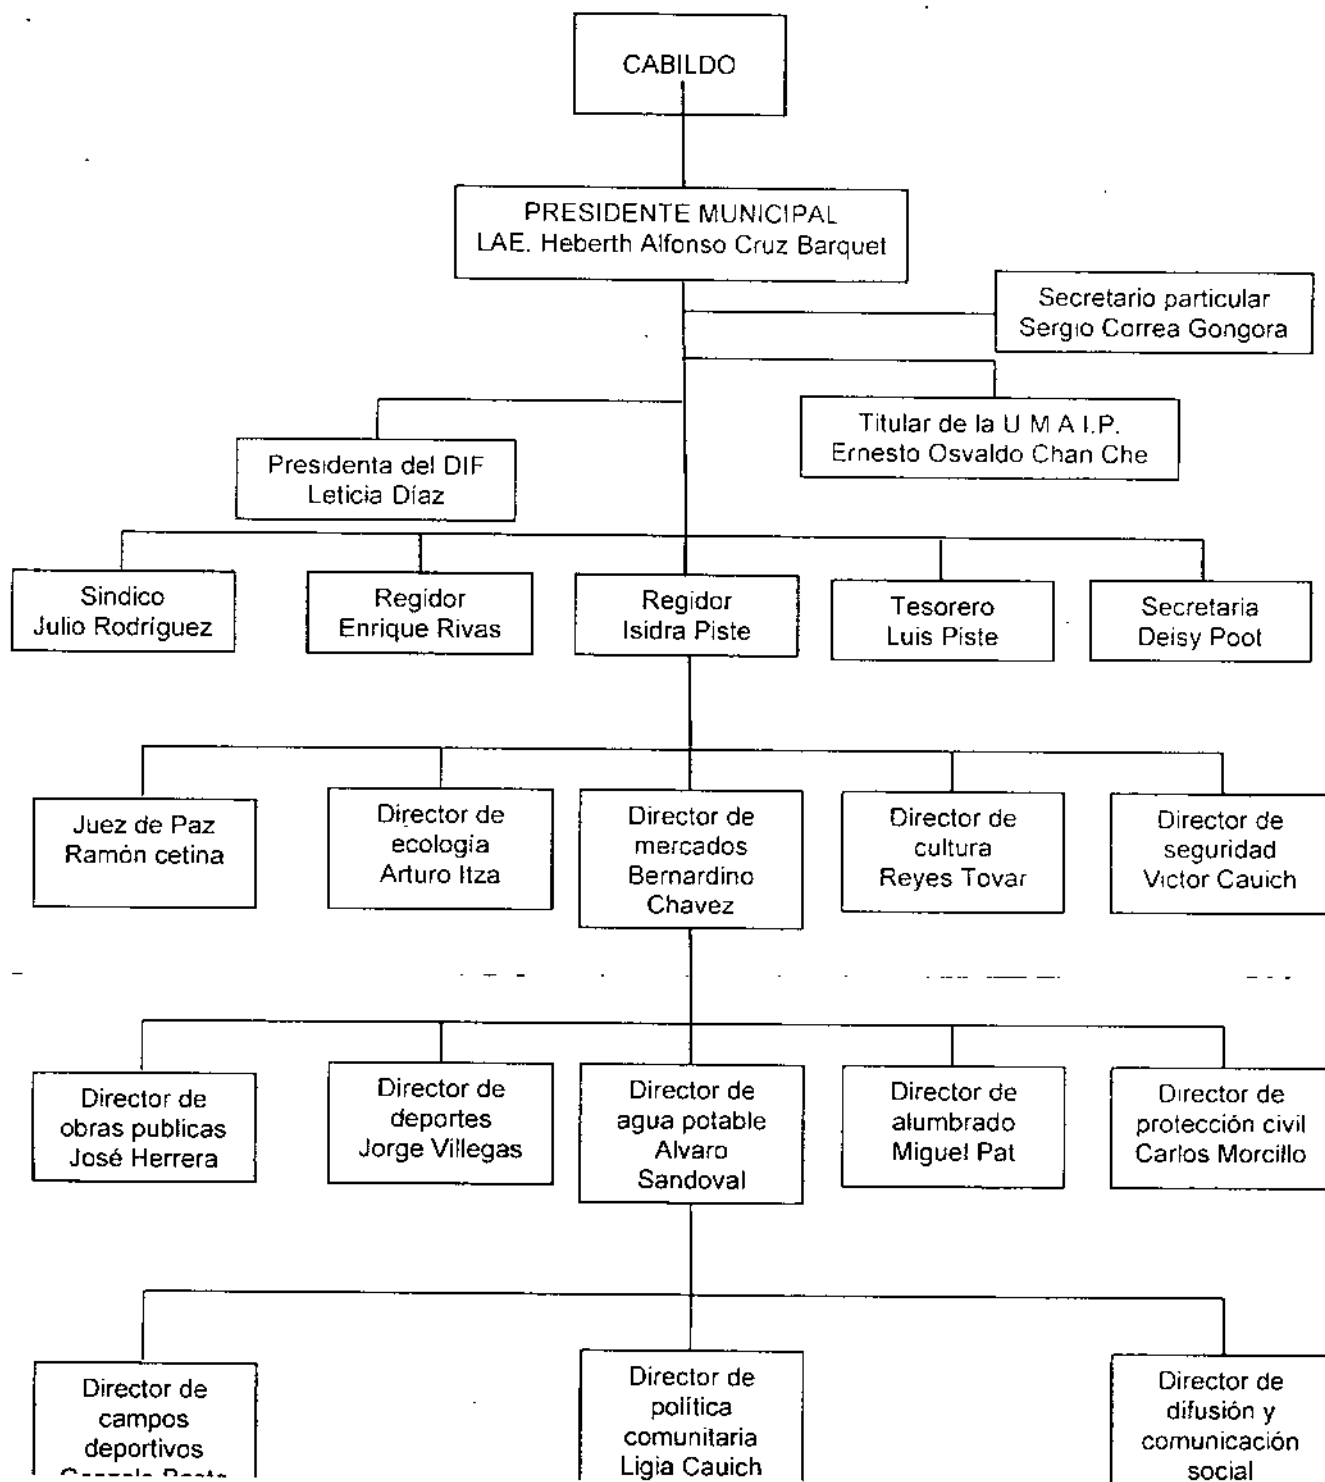 CABILDO
PRESIDENTE MUNICIPAL
LAE. Heberth Alfonso Cruz Barquet
Secretario particular
Sergio Correa Gongora
Titular de la U M A I.P.
Ernesto Osvaldo Chan Che
Presidenta del DIF
Leticia Díaz
Sindico
Julio Rodríguez
Regidor
Enrique Rivas
Regidor
Isidra Piste
Tesorero
Luis Piste
Secretaria
Deisy Poot
Juez de Paz
Ramón cetina
Director de
ecología
Arturo Itza
Director de
mercados
Bernardino
Chavez
Director de
cultura
Reyes Tovar
Director de
seguridad
Victor Cauich
Director de
obras publicas
José Herrera
Director de
deportes
Jorge Villegas
Director de
agua potable
Alvaro
Sandoval
Director de
alumbrado
Miguel Pat
Director de
protección civil
Carlos Morcillo
Director de
campos
deportivos
Director de
política
comunitaria
Ligia Cauich
Director de
difusión y
comunicación
social